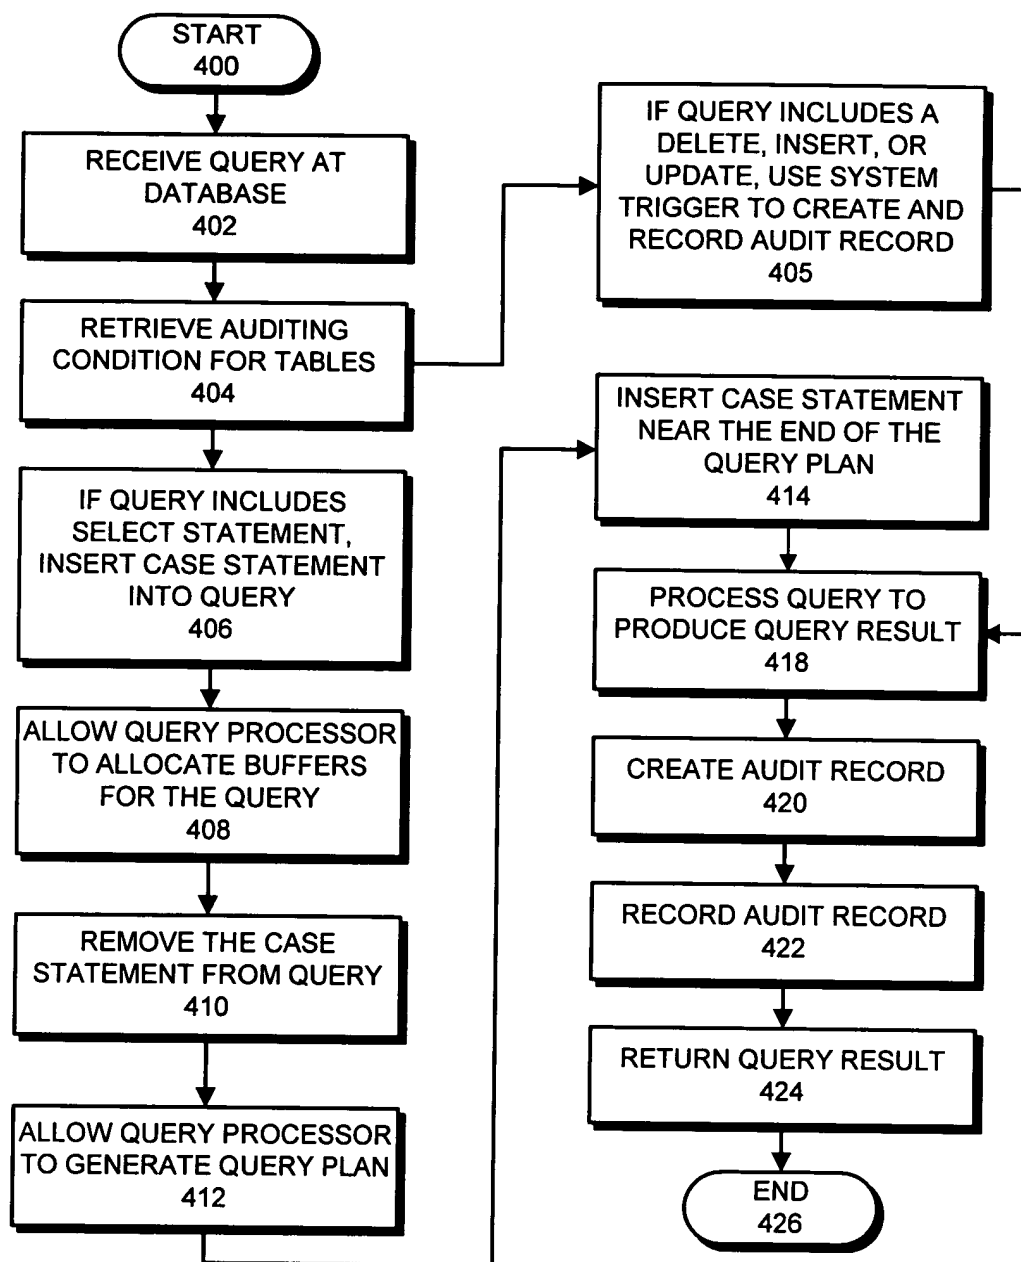 START
400
RECEIVE QUERY AT
DATABASE
402
RETRIEVE AUDITING
CONDITION FOR TABLES
404
IF QUERY INCLUDES
SELECT STATEMENT,
INSERT CASE STATEMENT
INTO QUERY
406
ALLOW QUERY PROCESSOR
TO ALLOCATE BUFFERS
FOR THE QUERY
408
REMOVE THE CASE
STATEMENT FROM QUERY
410
ALLOW QUERY PROCESSOR
TO GENERATE QUERY PLAN
412
IF QUERY INCLUDES A
DELETE, INSERT, OR
UPDATE, USE SYSTEM
TRIGGER TO CREATE AND
RECORD AUDIT RECORD
405
INSERT CASE STATEMENT
NEAR THE END OF THE
QUERY PLAN
414
PROCESS QUERY TO
PRODUCE QUERY RESULT
418
CREATE AUDIT RECORD
420
RECORD AUDIT RECORD
422
RETURN QUERY RESULT
424
END
426